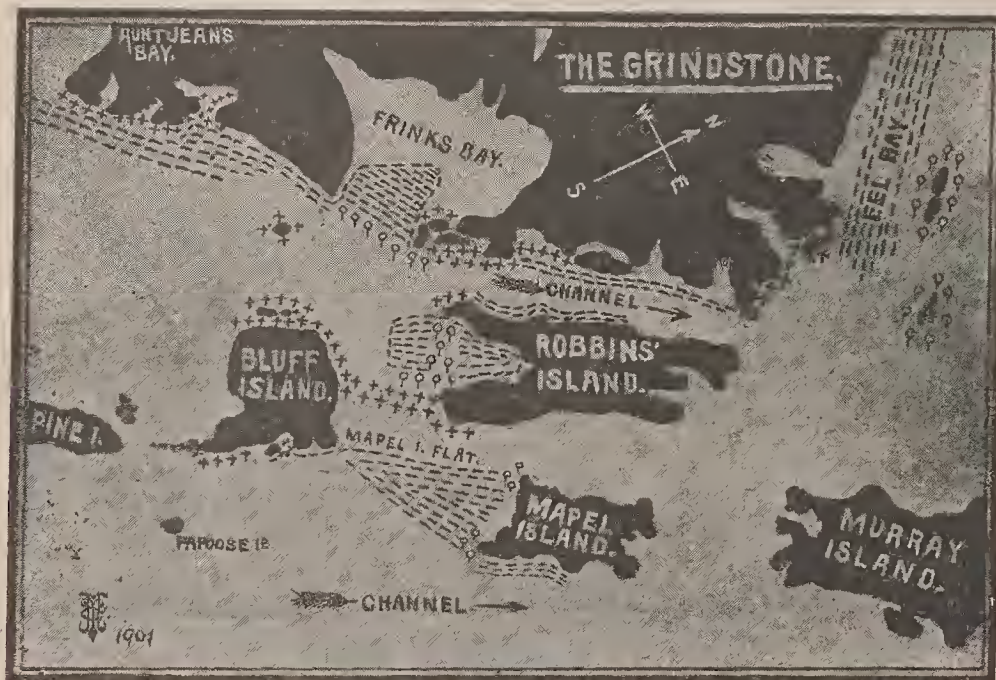 AUNT JEAN'S
BAY.
THE GRINDSTONE.
FRINKS BAY.
N
S
E
EEL BAY.
CHANNEL
BLUFF
ISLAND.
ROBBINS'
ISLAND.
PINE I.
MAPEL I. FLAT.
MAPEL
ISLAND.
MURRAY
ISLAND.
PAPOOSE IS
CHANNEL
1901